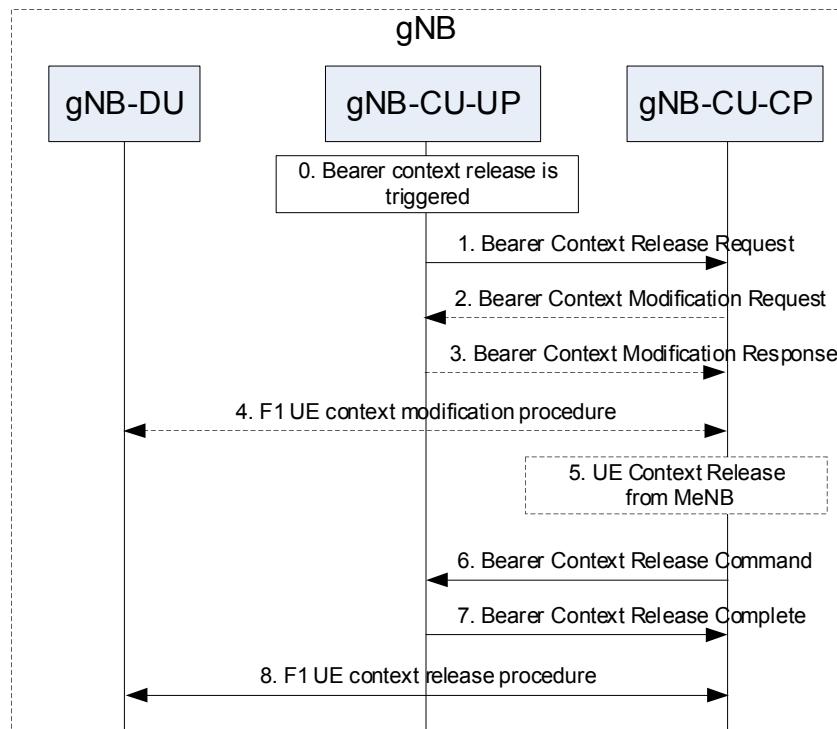 gNB
gNB-DU
gNB-CU-UP
gNB-CU-CP
0. Bearer context release is
triggered
1. Bearer Context Release Request
2. Bearer Context Modification Request
3. Bearer Context Modification Response
4. F1 UE context modification procedure
5. UE Context Release
from MeNB
6. Bearer Context Release Command
7. Bearer Context Release Complete
8. F1 UE context release procedure